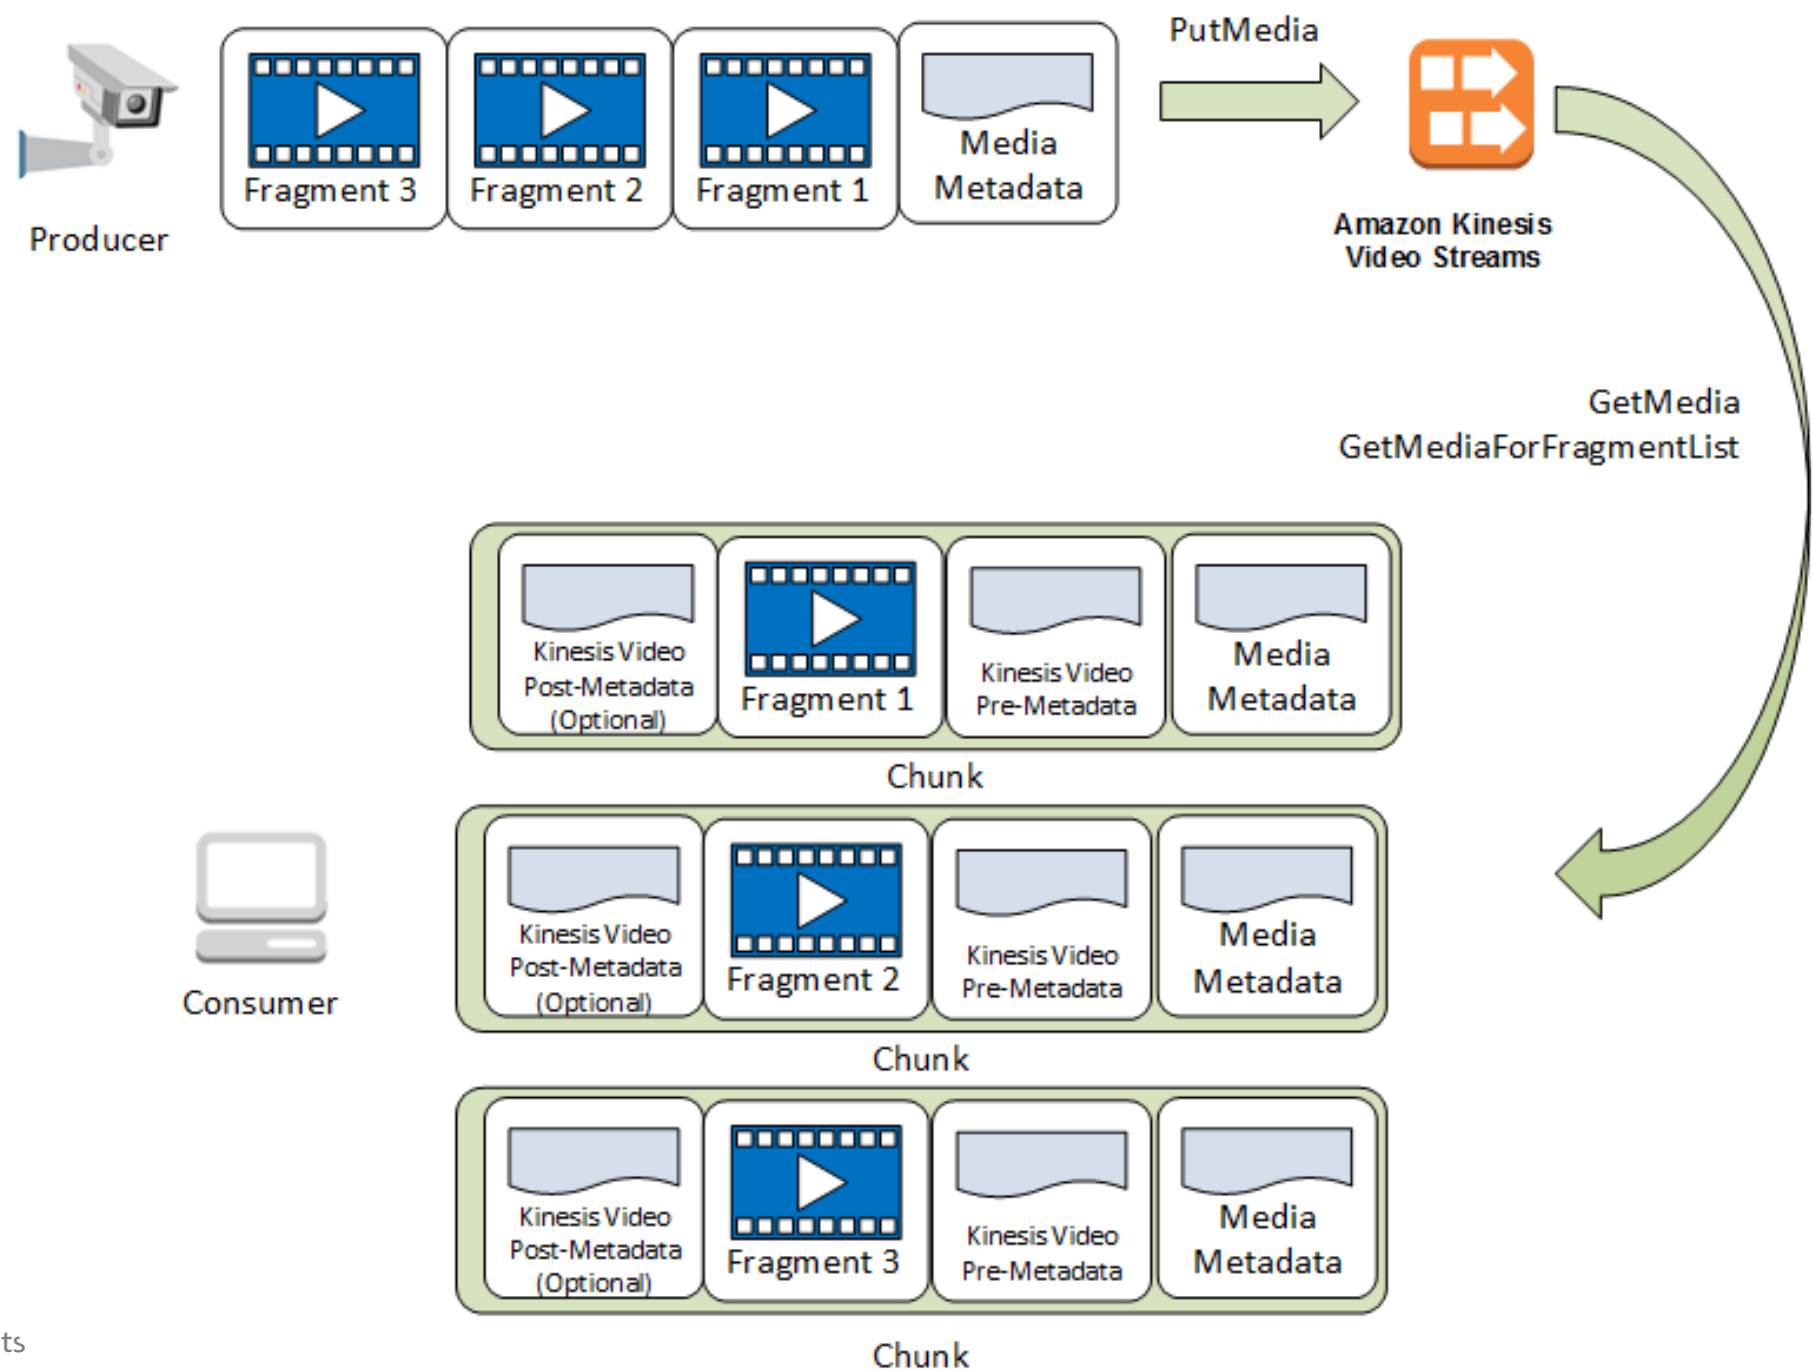 PutMedia
Fragment 3
Fragment 2
Fragment 1
Media
Metadata
Producer
Amazon Kinesis
Video Streams
GetMedia
GetMediaForFragmentList
Kinesis Video
Post-Metadata
(Optional)
Fragment 1
Kinesis Video
Pre-Metadata
Media
Metadata
Chunk
Consumer
Kinesis Video
Post-Metadata
(Optional)
Fragment 2
Kinesis Video
Pre-Metadata
Media
Metadata
Chunk
Kinesis Video
Post-Metadata
(Optional)
Fragment 3
Kinesis Video
Pre-Metadata
Media
Metadata
Chunk
ts